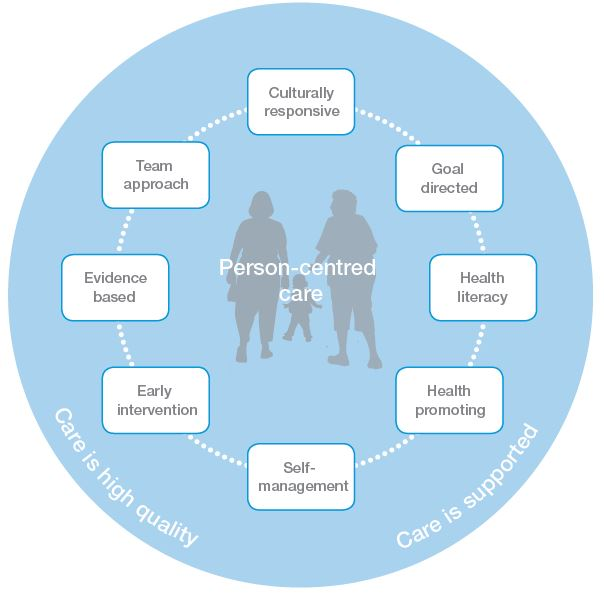 Culturally
responsive
Goal
directed
Health
literacy
Health
promoting
Self-
management
Early
intervention
Evidence
based
Team
approach
Person-centred
care
Care is high quality
Care is supported